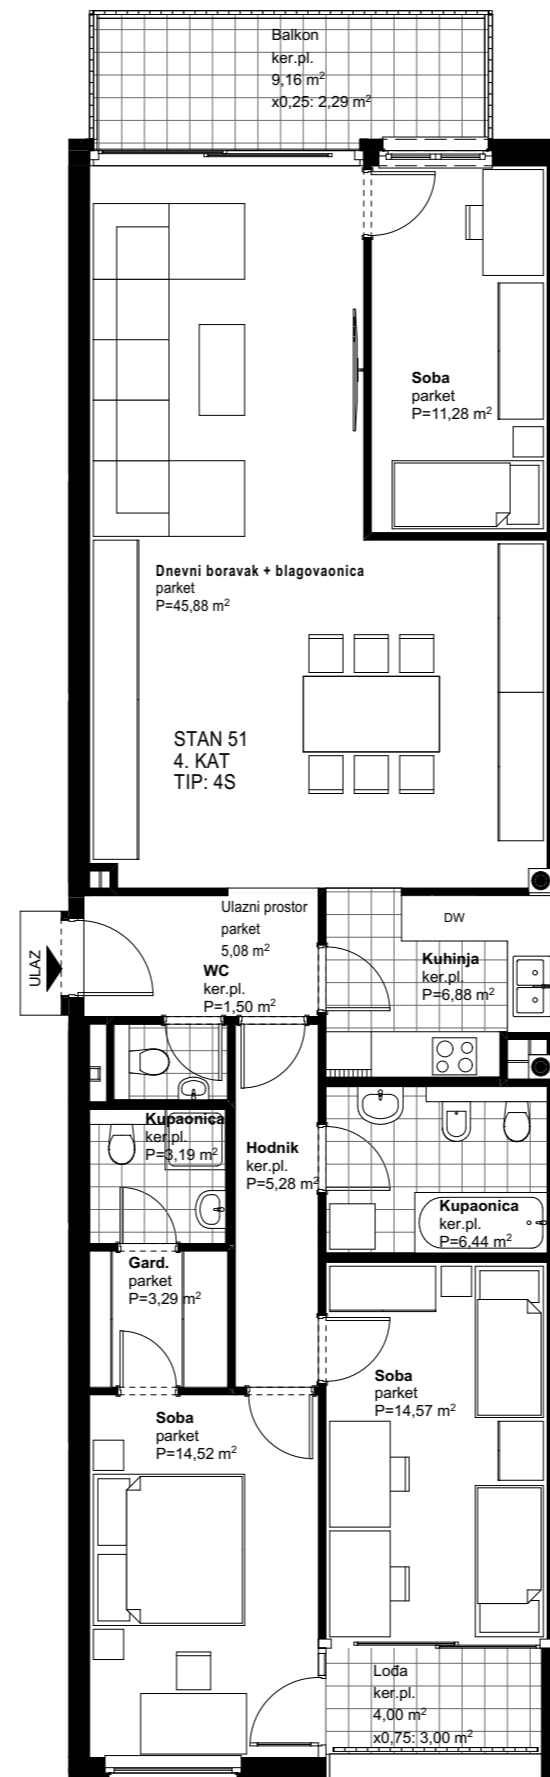 Balkon
ker.pl.
9,16 m²
x0,25: 2,29 m²
Soba
parket
P=11,28 m²
Dnevni boravak + blagovaonica
parket
P=45,88 m²
STAN 51
4. KAT
TIP: 4S
Ulazni prostor
parket
5,08 m²
DW
ULAZ
WC
ker.pl.
P=1,50 m²
Kuhinja
ker.pl.
P=6,88 m²
Kupaonica
ker.pl.
P=3,19 m²
Hodnik
ker.pl.
P=5,28 m²
Kupaonica
ker.pl.
P=6,44 m²
Gard.
parket
P=3,29 m²
Soba
parket
P=14,57 m²
Soba
parket
P=14,52 m²
Lođa
ker.pl.
4,00 m²
x0,75: 3,00 m²